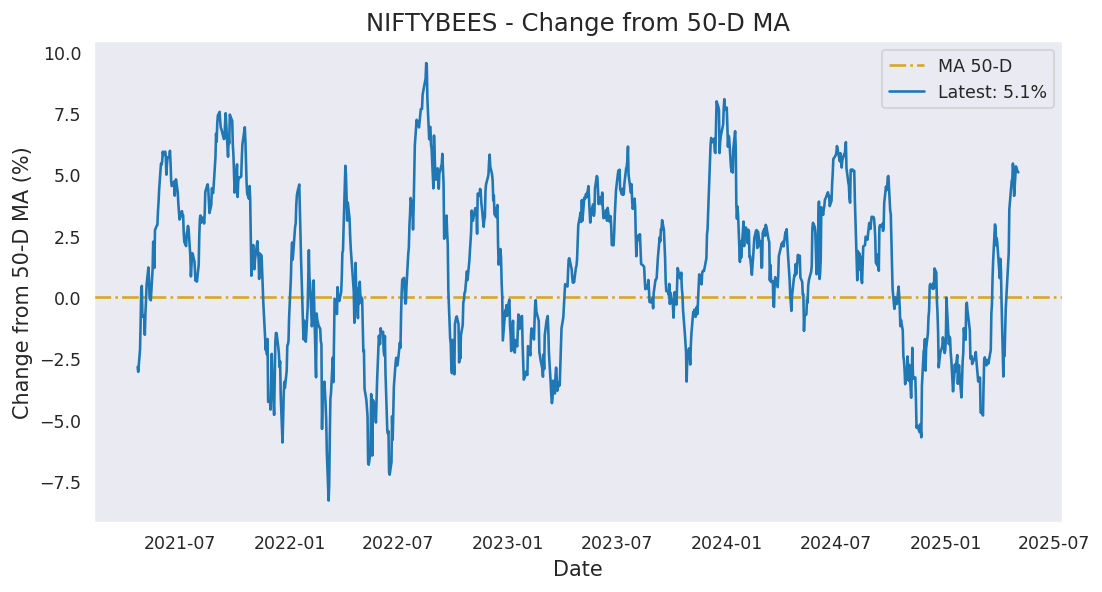 NIFTYBEES - Change from 50-D MA
MA 50-D
Latest: 5.1%
Change from 50-D MA (%)
10.0
7.5
5.0
2.5
0.0
−2.5
−5.0
−7.5
2021-07 2022-01 2022-07 2023-01 2023-07 2024-01 2024-07 2025-01 2025-07
Date